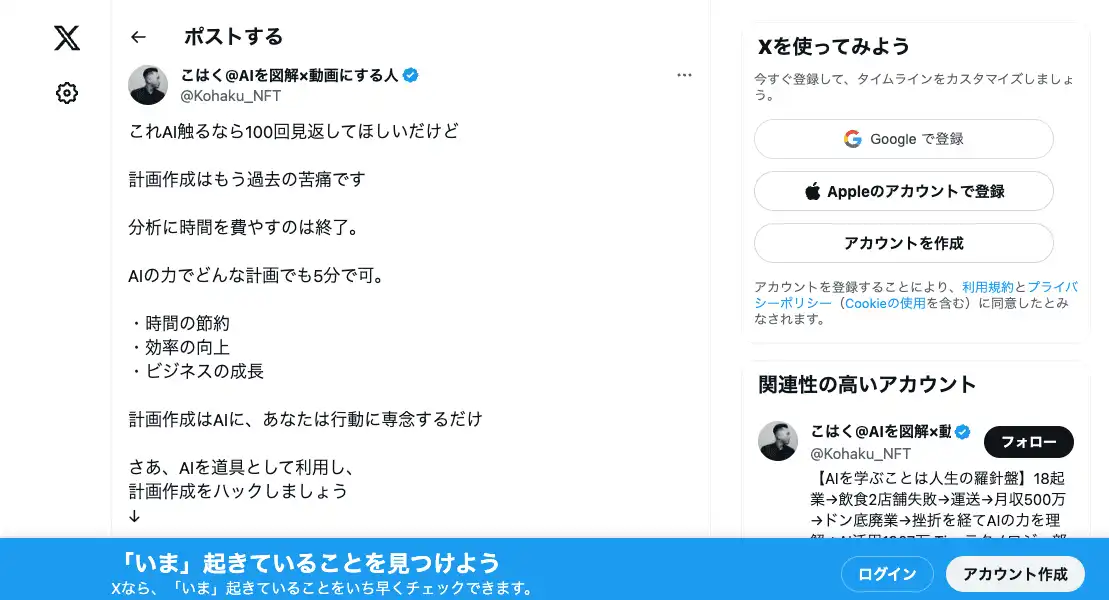 ポストする
こはく@AIを図解×動画にする人
@Kohaku_NFT
これAI触るなら100回見返してほしいだけど
計画作成はもう過去の苦痛です
分析に時間を費やすのは終了。
AIの力でどんな計画でも5分で可。
・時間の節約
・効率の向上
・ビジネスの成長
計画作成はAIに、あなたは行動に専念するだけ
さあ、AIを道具として利用し、
計画作成をハックしましょう
↓
Xを使ってみよう
今すぐ登録して、タイムラインをカスタマイズしましょ
う。
Google で登録
Appleのアカウントで登録
アカウントを作成
アカウントを登録することにより、利用規約とプライバ
シーポリシー（Cookieの使用を含む）に同意したとみ
なされます。
関連性の高いアカウント
こはく@AIを図解×動
@Kohaku_NFT
フォロー
【AIを学ぶことは人生の羅針盤】18起
業→飲食2店舗失敗→運送→月収500万
→ドン底廃業→挫折を経てAIの力を理
「いま」起きていることを見つけよう
Xなら、「いま」起きていることをいち早くチェックできます。
ログイン
アカウント作成